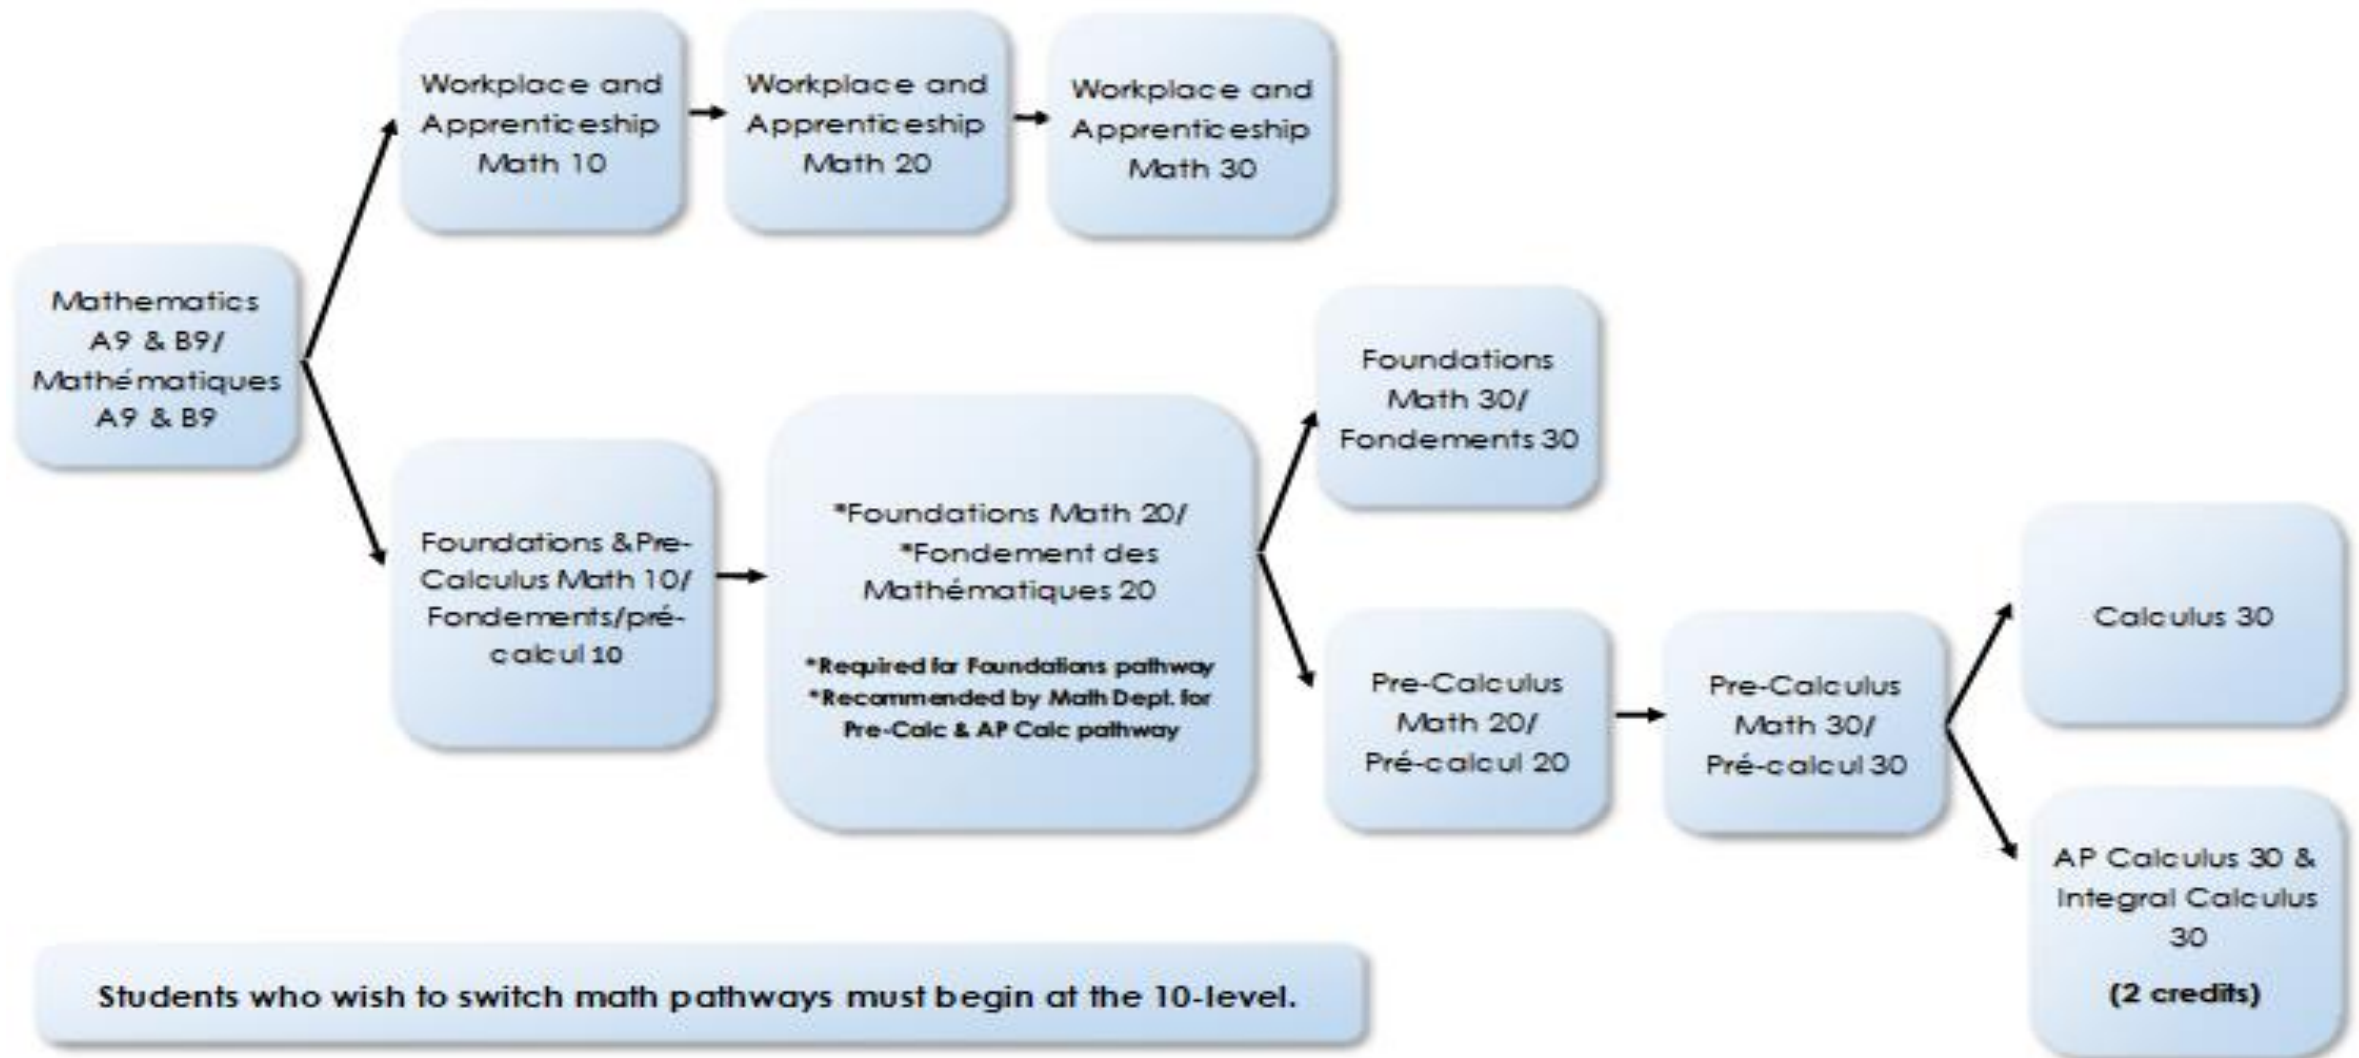 Workplace and
Apprenticeship
Math 10
Workplace and
Apprenticeship
Math 20
Workplace and
Apprenticeship
Math 30
Mathematics
A9 & B9/
Mathématiques
A9 & B9
Foundations
Math 30/
Fondements 30
Foundations & Pre-
Calculus Math 10/
Fondements/pré-
calcul 10
*Foundations Math 20/
*Fondement des
Mathématiques 20
*Required for Foundations pathway
*Recommended by Math Dept. for
Pre-Calc & AP Calc pathway
Pre-Calculus
Math 20/
Pré-calcul 20
Pre-Calculus
Math 30/
Pré-calcul 30
Calculus 30
AP Calculus 30 &
Integral Calculus
30
(2 credits)
Students who wish to switch math pathways must begin at the 10-level.